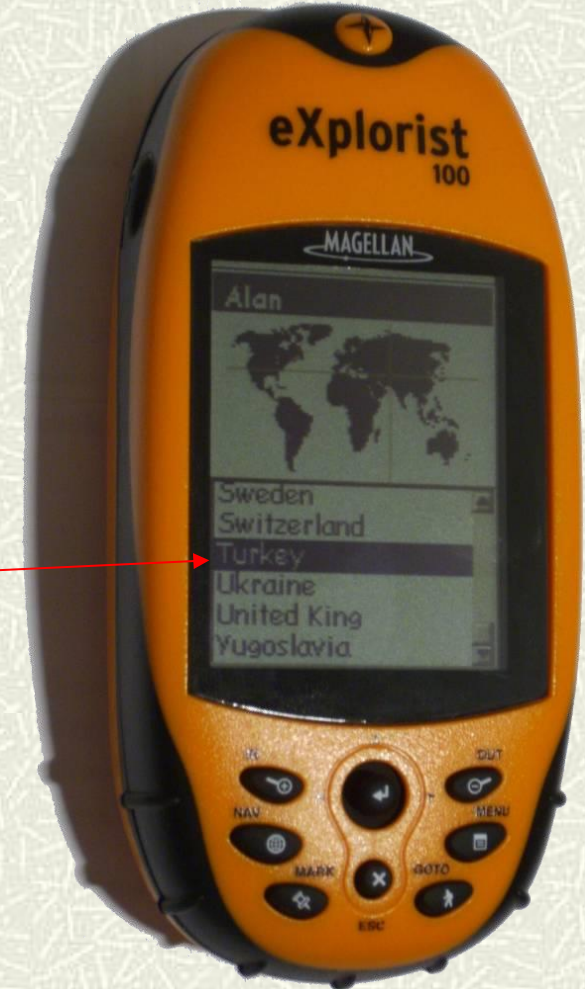 eXplorist
100
MAGELLAN
Alan
Sweden
Switzerland
Turkey
Ukraine
United King
Yugoslavia
IN
OUT
NAV
MENU
MARK
GOTO
ESC